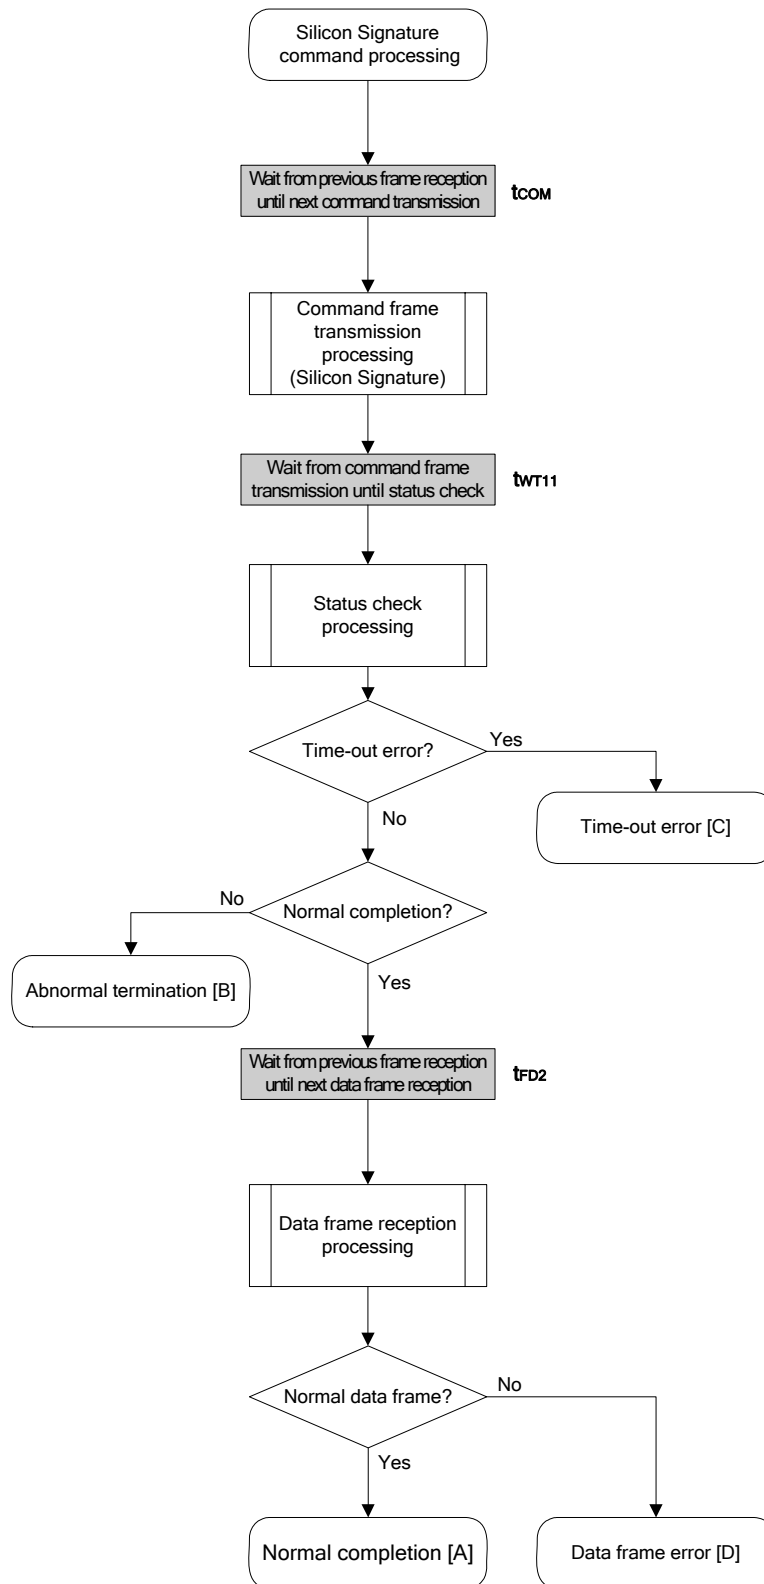 Silicon Signature
command processing
Wait from previous frame reception
until next command transmission
tCOM
Command frame
transmission
processing
(Silicon Signature)
Wait from command frame
transmission until status check
tWT11
Status check
processing
Time-out error?
Yes
Time-out error [C]
No
Normal completion?
No
Abnormal termination [B]
Yes
Wait from previous frame reception
until next data frame reception
tFD2
Data frame reception
processing
Normal data frame?
No
Yes
Normal completion [A]
Data frame error [D]